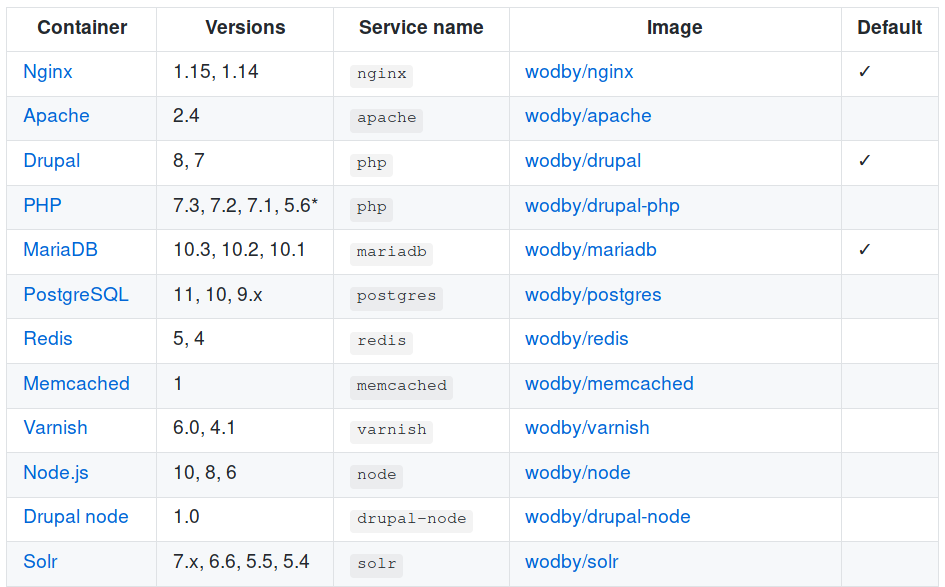 Container Versions Service name Image Default
Nginx 1.15, 1.14 nginx wodby/nginx ✓
Apache 2.4 apache wodby/apache
Drupal 8, 7 php wodby/drupal ✓
PHP 7.3, 7.2, 7.1, 5.6* php wodby/drupal-php
MariaDB 10.3, 10.2, 10.1 mariadb wodby/mariadb ✓
PostgreSQL 11, 10, 9.x postgres wodby/postgres
Redis 5, 4 redis wodby/redis
Memcached 1 memcached wodby/memcached
Varnish 6.0, 4.1 varnish wodby/varnish
Node.js 10, 8, 6 node wodby/node
Drupal node 1.0 drupal-node wodby/drupal-node
Solr 7.x, 6.6, 5.5, 5.4 solr wodby/solr